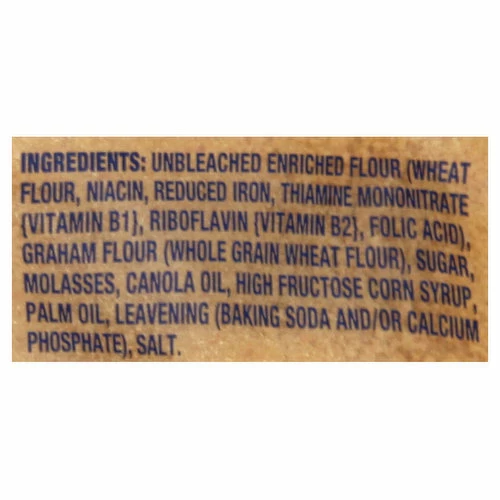 INGREDIENTS: UNBLEACHED ENRICHED FLOUR (WHEAT
FLOUR, NIACIN, REDUCED IRON, THIAMINE MONONITRATE
{VITAMIN B1}, RIBOFLAVIN {VITAMIN B2}, FOLIC ACID),
GRAHAM FLOUR (WHOLE GRAIN WHEAT FLOUR), SUGAR,
MOLASSES, CANOLA OIL, HIGH FRUCTOSE CORN SYRUP,
PALM OIL, LEAVENING (BAKING SODA AND/OR CALCIUM
PHOSPHATE), SALT.